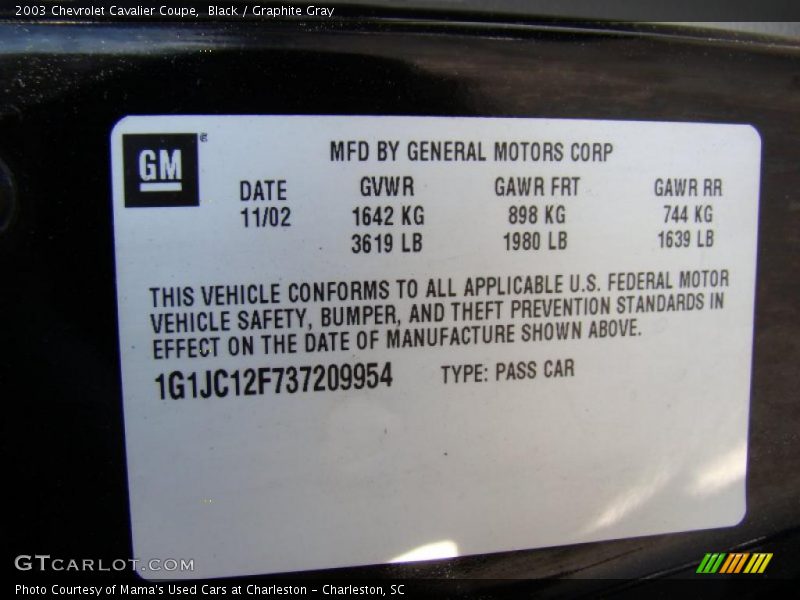 2003 Chevrolet Cavalier Coupe,  Black / Graphite Gray
GM ®
MFD BY GENERAL MOTORS CORP
DATE GVWR GAWR FRT GAWR RR
11/02 1642 KG 898 KG 744 KG
3619 LB 1980 LB 1639 LB
THIS VEHICLE CONFORMS TO ALL APPLICABLE U.S. FEDERAL MOTOR
VEHICLE SAFETY, BUMPER, AND THEFT PREVENTION STANDARDS IN
EFFECT ON THE DATE OF MANUFACTURE SHOWN ABOVE.
1G1JC12F737209954 TYPE: PASS CAR
GTCARLOT.COM
Photo Courtesy of Mama's Used Cars at Charleston – Charleston, SC